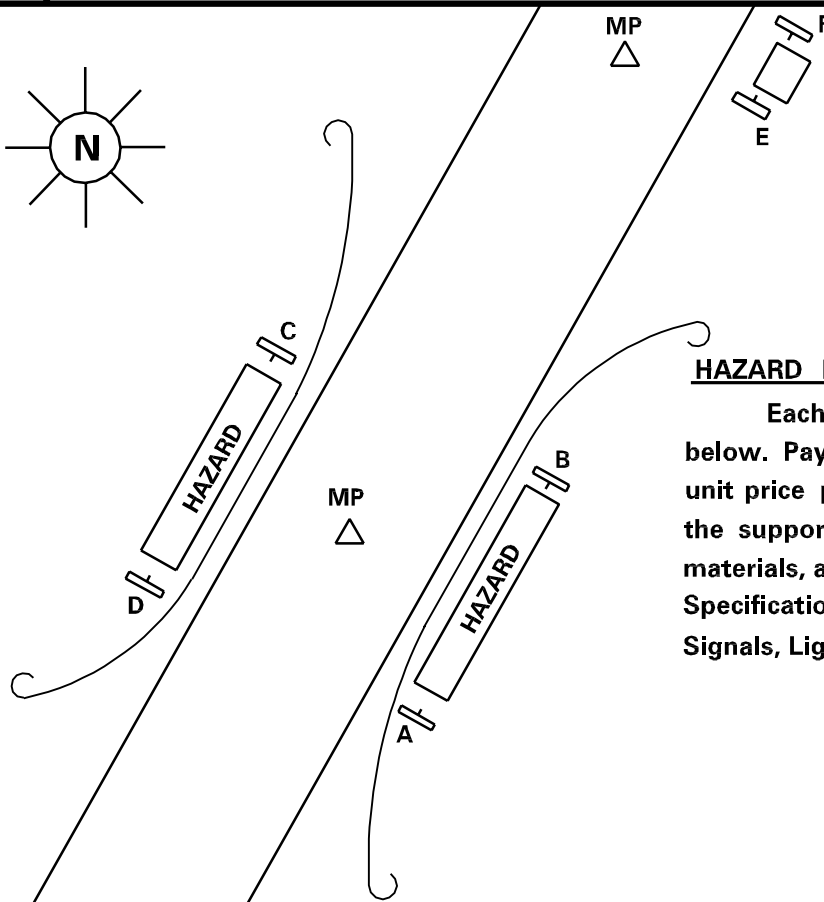 MP
F
N
E
C
HAZARD
HAZARD
Each
below. Pay
unit price
the suppor
materials, a
Specificatio
Signals, Lig
B
MP
HAZARD
D
A